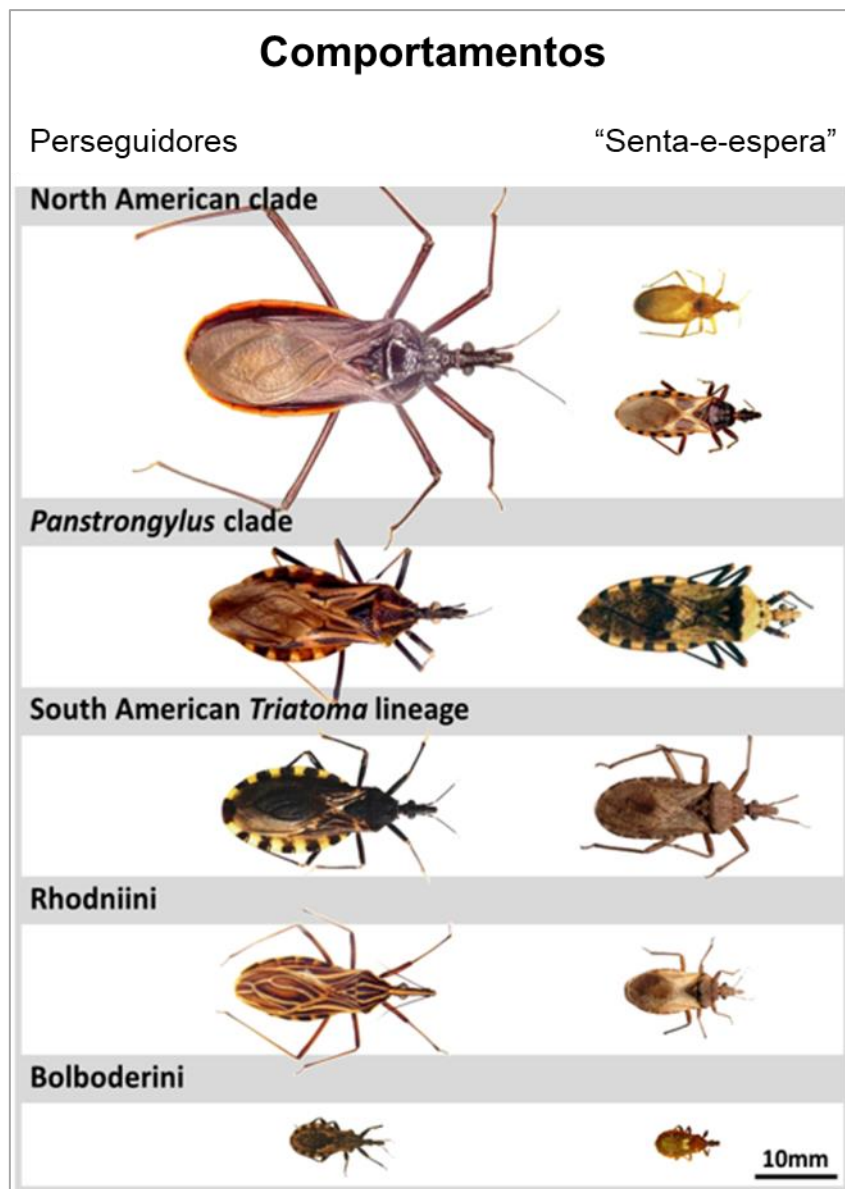 Comportamentos
Perseguidores
“Senta-e-espera”
North American clade
Panstrongylus clade
South American Triatoma lineage
Rhodniini
Bolboderini
10mm